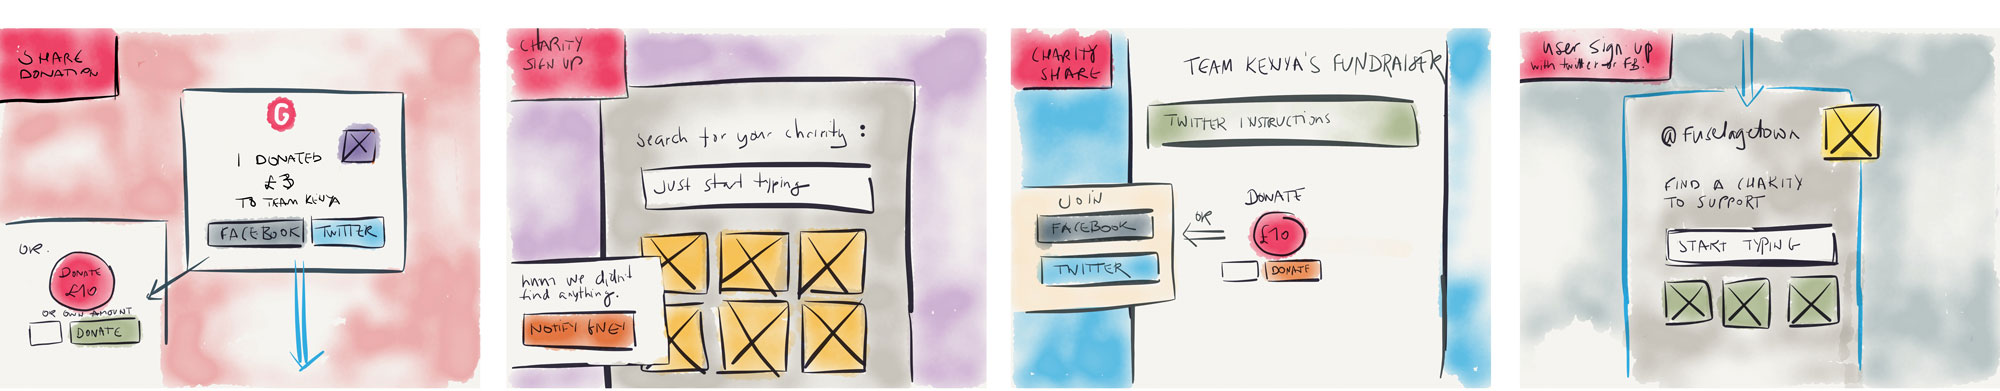 SHARE
DONATION
G
I DONATED
£3
TO TEAM KENYA
FACEBOOK
TWITTER
OR.
DONATE
£10
OR OWN AMOUNT
DONATE
CHARITY
SIGN UP
Search for your charirity :
Just start typing
hmm we didn't
find anything.
NOTIFY
CHARITY
SHARE
TEAM KENYA'S FUNDRAISER
TWITTER INSTRUCTIONS
JOIN
FACEBOOK
TWITTER
OR
DONATE
£10
DONATE
User Sign up
with twitter or FB.
@Fuselagetown
FIND A CHARITY
TO SUPPORT
START TYPING